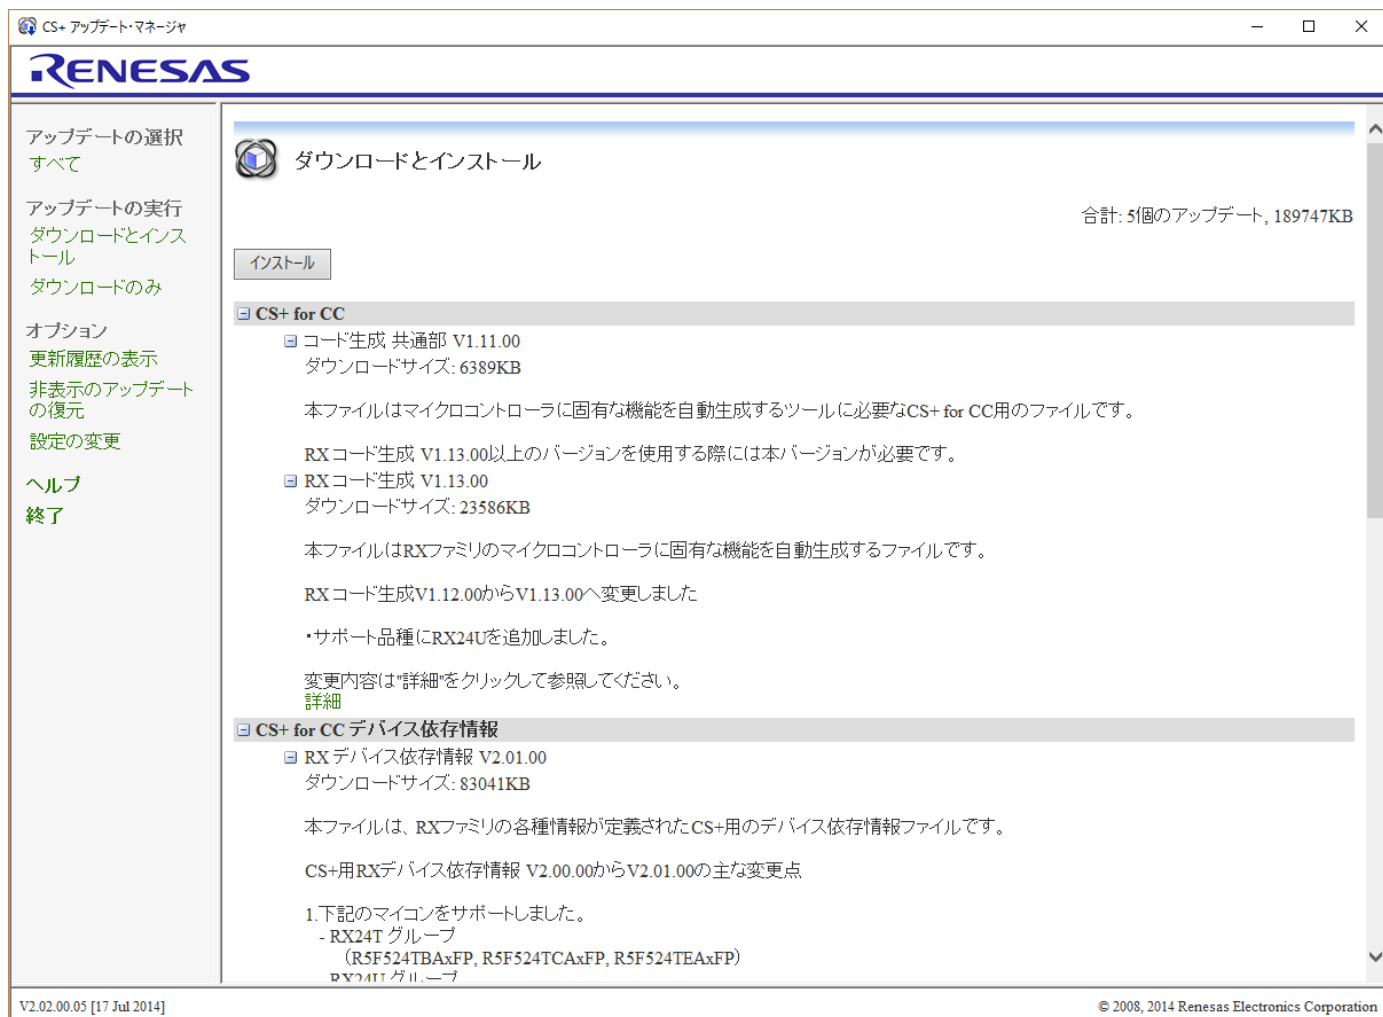 CS+ アップデート・マネージャ
RENESAS
アップデートの選択
すべて
アップデートの実行
ダウンロードとインス
トール
ダウンロードのみ
オプション
更新履歴の表示
非表示のアップデート
の復元
設定の変更
ヘルプ
終了
ダウンロードとインストール
合計: 5個のアップデート, 189747KB
インストール
CS+ for CC
コード生成 共通部 V1.11.00
ダウンロードサイズ: 6389KB
本ファイルはマイクロコントローラに固有な機能を自動生成するツールに必要なCS+ for CC用のファイルです。
RX コード生成 V1.13.00以上のバージョンを使用する際には本バージョンが必要です。
RX コード生成 V1.13.00
ダウンロードサイズ: 23586KB
本ファイルはRXファミリのマイクロコントローラに固有な機能を自動生成するファイルです。
RX コード生成V1.12.00からV1.13.00へ変更しました
・サポート品種にRX24Uを追加しました。
変更内容は"詳細"をクリックして参照してください。
詳細
CS+ for CC デバイス依存情報
RX デバイス依存情報 V2.01.00
ダウンロードサイズ: 83041KB
本ファイルは、RXファミリの各種情報が定義されたCS+用のデバイス依存情報ファイルです。
CS+用RXデバイス依存情報 V2.00.00からV2.01.00の主な変更点
1.下記のマイコンをサポートしました。
- RX24T グループ
（R5F524TBAxFP, R5F524TCAxFP, R5F524TEAxFP）
- RX24U グループ
V2.02.00.05 [17 Jul 2014]
© 2008, 2014 Renesas Electronics Corporation